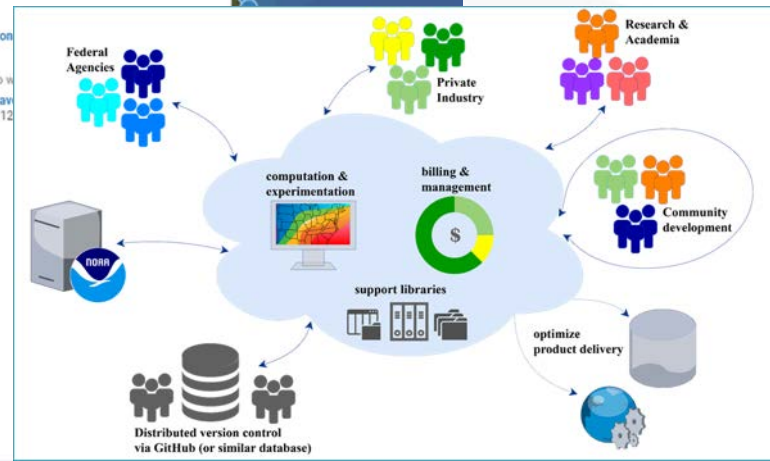 Federal
Agencies
Private
Industry
Research &
Academia
computation &
experimentation
billing &
management
$
Community
development
NOAA
support libraries
optimize
product delivery
Distributed version control
via GitHub (or similar database)